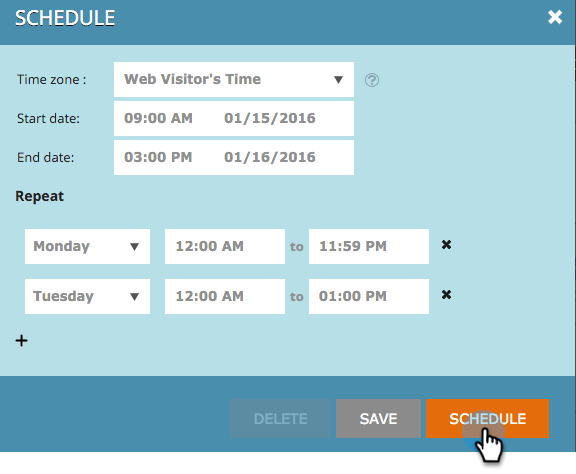 SCHEDULE
Time zone : Web Visitor's Time ?
Start date: 09:00 AM 01/15/2016
End date: 03:00 PM 01/16/2016
Repeat
Monday 12:00 AM to 11:59 PM
Tuesday 12:00 AM to 01:00 PM
DELETE SAVE SCHEDULE